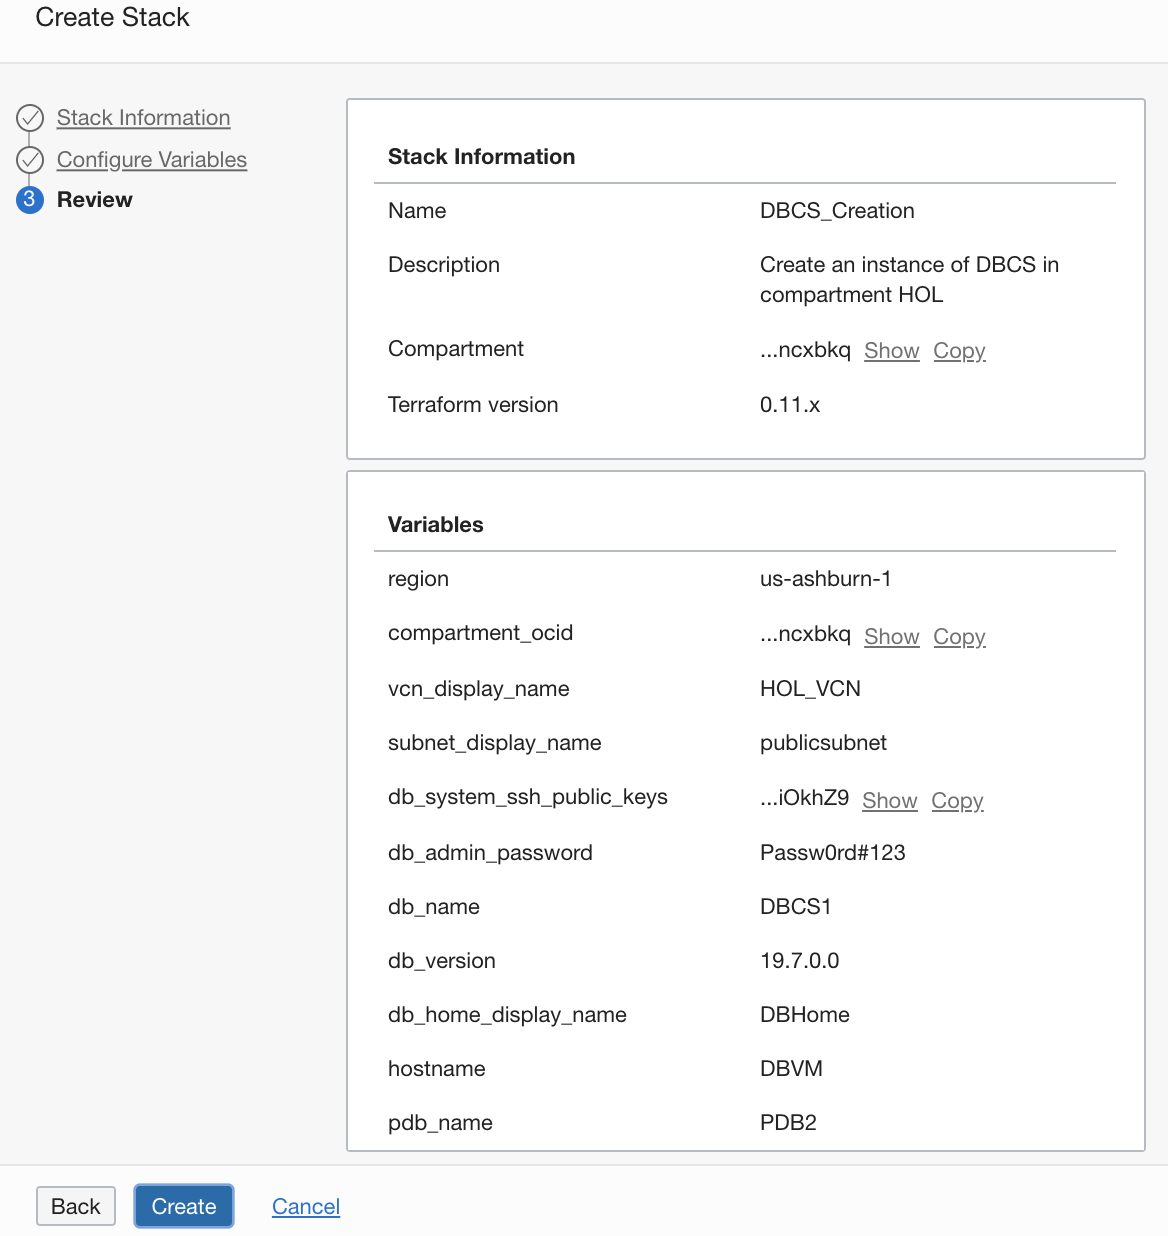 Create Stack
Stack Information
Configure Variables
3 Review
Stack Information
Name DBCS_Creation
Description Create an instance of DBCS in
compartment HOL
Compartment ...ncxbkq Show Copy
Terraform version 0.11.x
Variables
region us-ashburn-1
compartment_ocid ...ncxbkq Show Copy
vcn_display_name HOL_VCN
subnet_display_name publicsubnet
db_system_ssh_public_keys ...iOkhZ9 Show Copy
db_admin_password Passw0rd#123
db_name DBCS1
db_version 19.7.0.0
db_home_display_name DBHome
hostname DBVM
pdb_name PDB2
Back Create Cancel